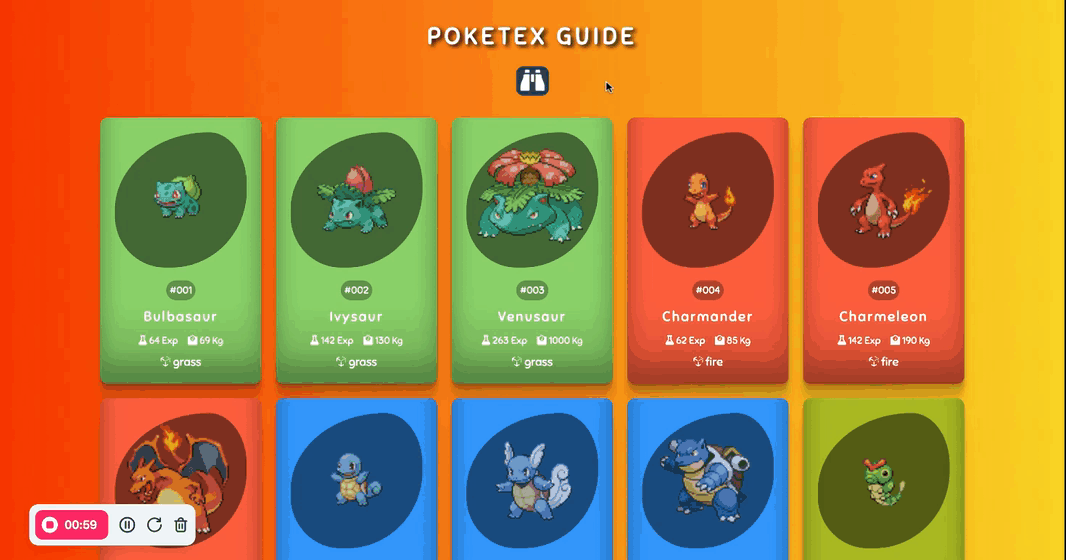 POKETEX GUIDE
#001
Bulbasaur
64 Exp 69 Kg
grass
#002
Ivysaur
142 Exp 130 Kg
grass
#003
Venusaur
263 Exp 1000 Kg
grass
#004
Charmander
62 Exp 85 Kg
fire
#005
Charmeleon
142 Exp 190 Kg
fire
00:59